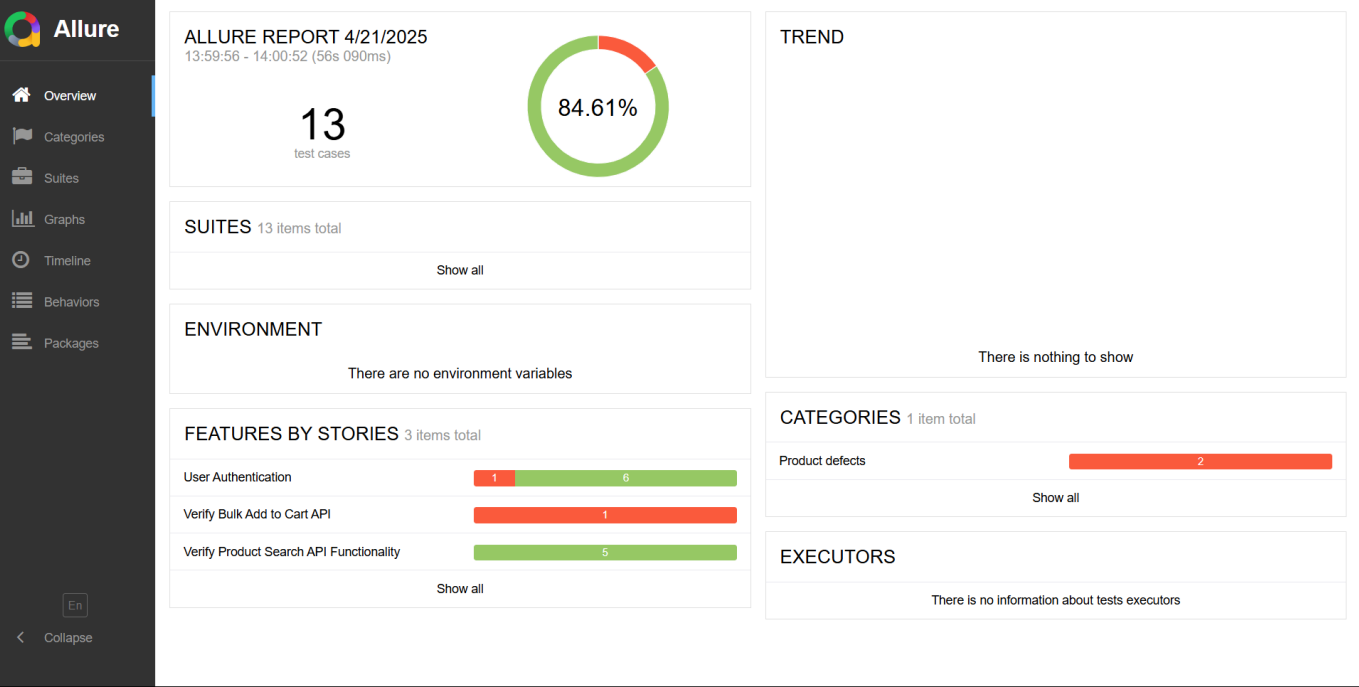 Allure
Overview
Categories
Suites
Graphs
Timeline
Behaviors
Packages
En
Collapse
ALLURE REPORT 4/21/2025
13:59:56 - 14:00:52 (56s 090ms)
13
test cases
84.61%
SUITES 13 items total
Show all
ENVIRONMENT
There are no environment variables
FEATURES BY STORIES 3 items total
User Authentication 1 6
Verify Bulk Add to Cart API 1
Verify Product Search API Functionality 5
Show all
TREND
There is nothing to show
CATEGORIES 1 item total
Product defects 2
Show all
EXECUTORS
There is no information about tests executors